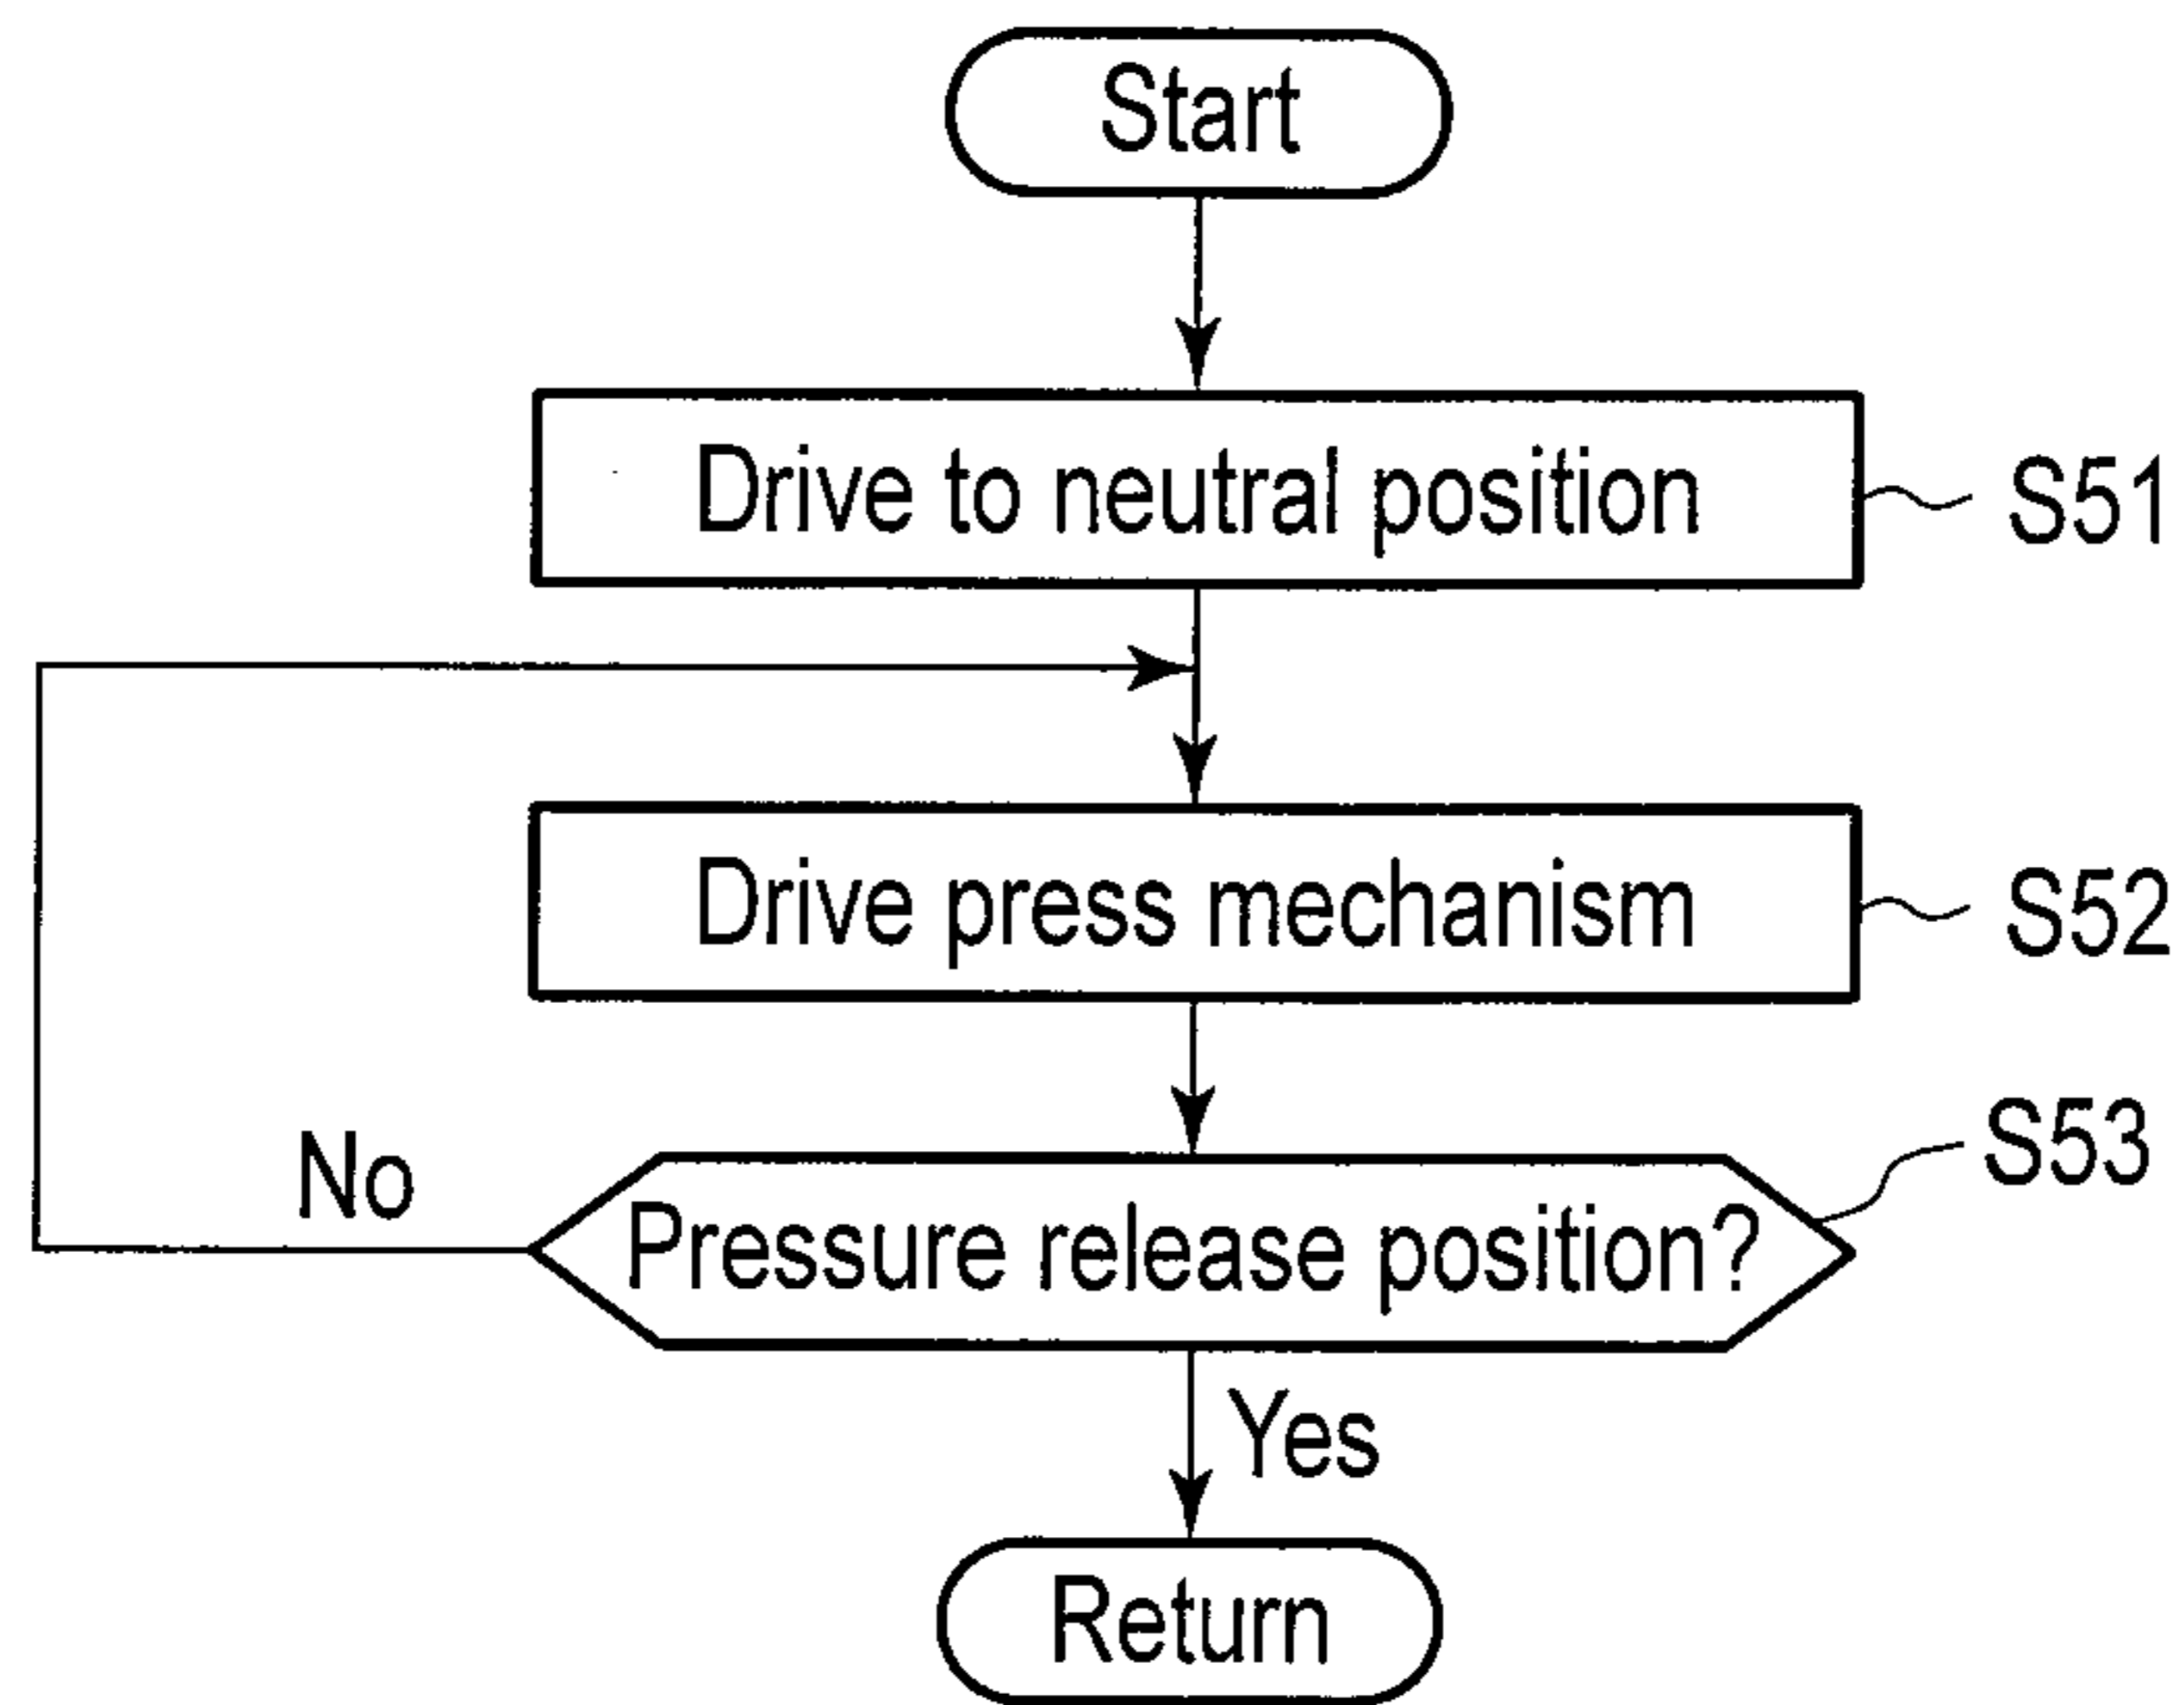 Start
Drive to neutral position
S51
Drive press mechanism
S52
S53
No
Pressure release position?
Yes
Return